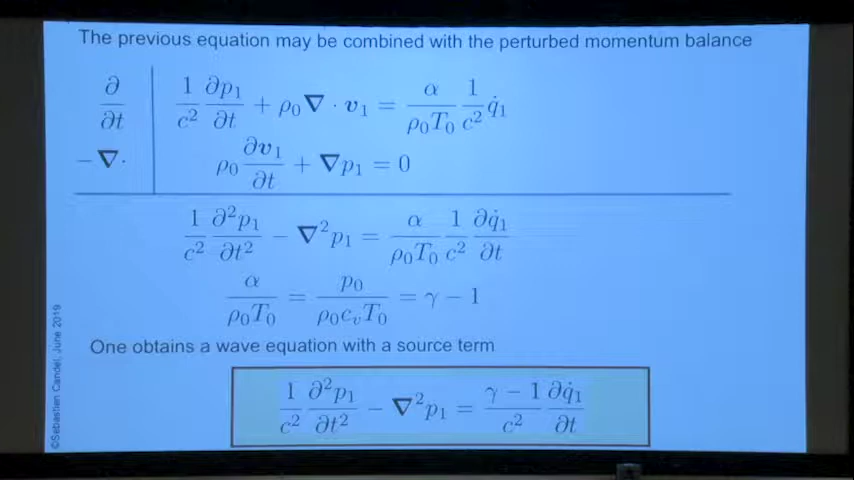 The previous equation may be combined with the perturbed momentum balance
∂/∂t | 1/c² ∂p₁/∂t + ρ₀∇ · v₁ = α/(ρ₀T₀) 1/c² q̇₁
−∇· | ρ₀ ∂v₁/∂t + ∇p₁ = 0
1/c² ∂²p₁/∂t² − ∇²p₁ = α/(ρ₀T₀) 1/c² ∂q̇₁/∂t
α/(ρ₀T₀) = p₀/(ρ₀cᵥT₀) = γ − 1
One obtains a wave equation with a source term
1/c² ∂²p₁/∂t² − ∇²p₁ = (γ − 1)/c² ∂q̇₁/∂t
©Sebastien Candel, June 2019